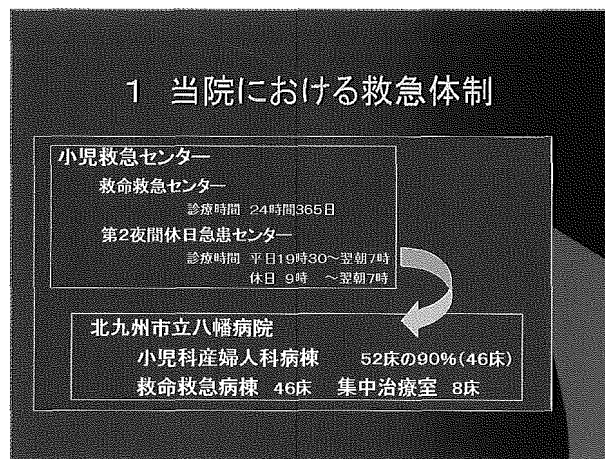 1 当院における救急体制
小児救急センター
救命救急センター
診療時間 24時間365日
第2夜間休日急患センター
診療時間 平日19時30～翌朝7時
休日 9時 ～翌朝7時
北九州市立八幡病院
小児科産婦人科病棟 52床の90%(46床)
救命救急病棟 46床 集中治療室 8床